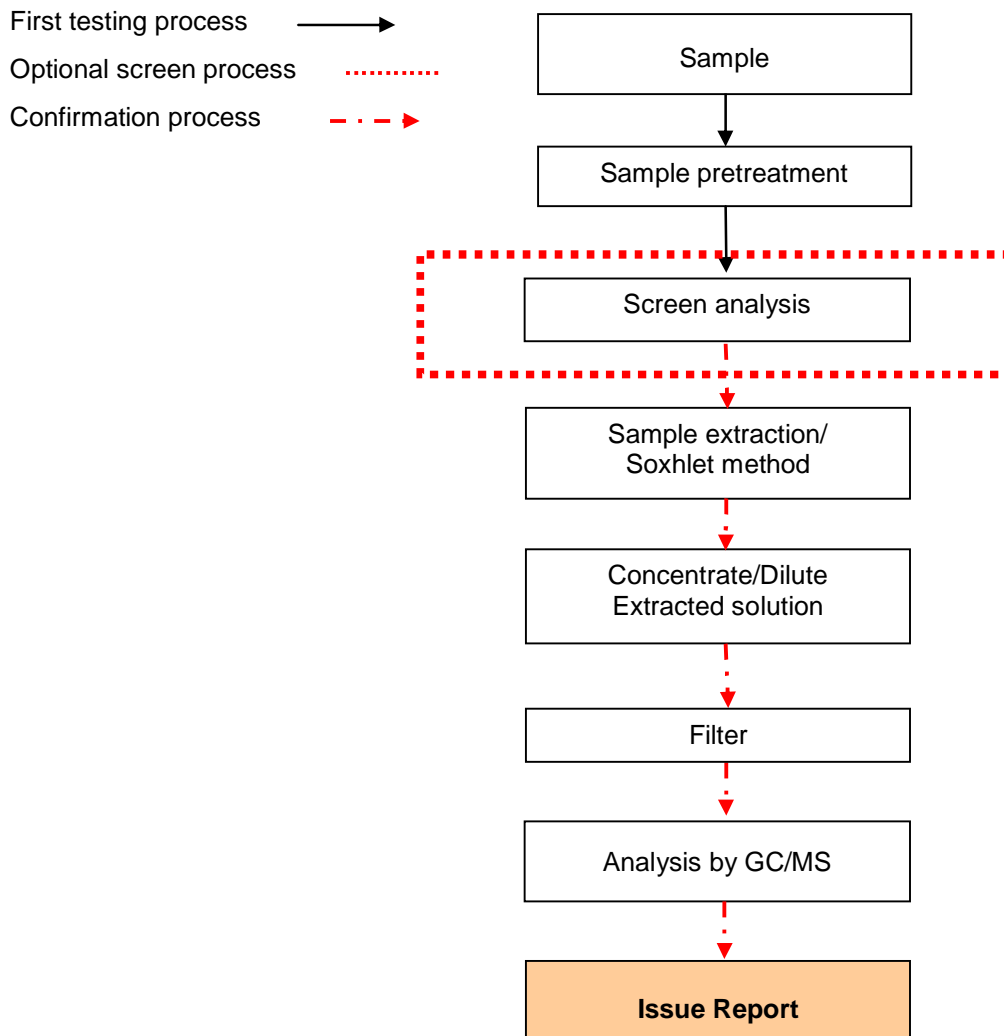 First testing process
Optional screen process
Confirmation process
Sample
Sample pretreatment
Screen analysis
Sample extraction/
Soxhlet method
Concentrate/Dilute
Extracted solution
Filter
Analysis by GC/MS
Issue Report